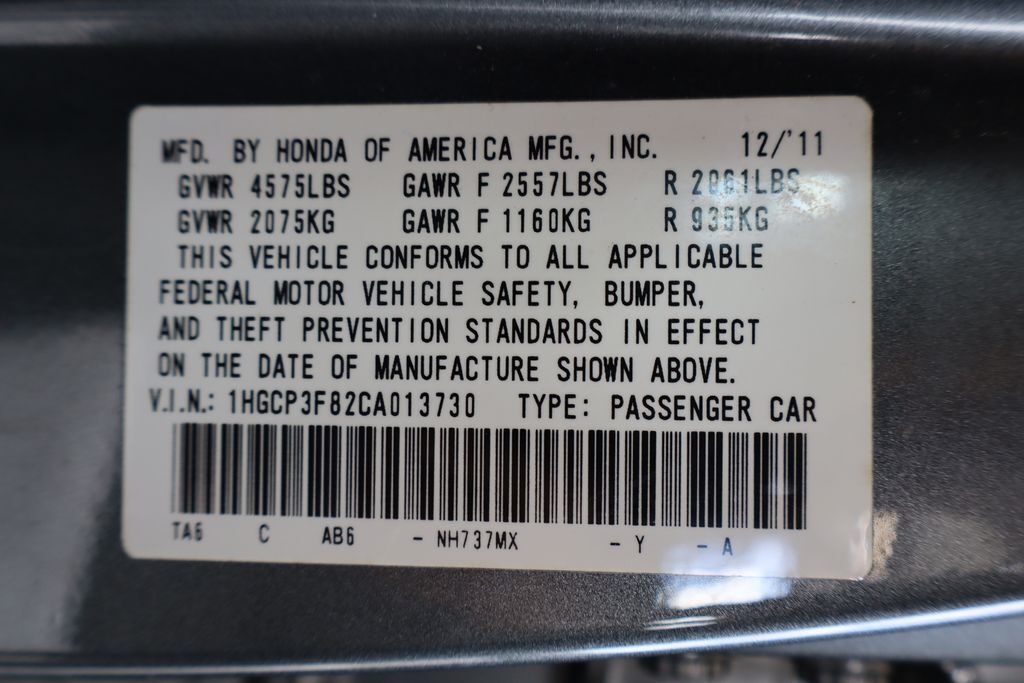 MFD. BY HONDA OF AMERICA MFG., INC. 12/'11
GVWR 4575LBS GAWR F 2557LBS R 2061LBS
GVWR 2075KG GAWR F 1160KG R 935KG
THIS VEHICLE CONFORMS TO ALL APPLICABLE
FEDERAL MOTOR VEHICLE SAFETY, BUMPER,
AND THEFT PREVENTION STANDARDS IN EFFECT
ON THE DATE OF MANUFACTURE SHOWN ABOVE.
V.I.N.: 1HGCP3F82CA013730 TYPE: PASSENGER CAR
TA6 C AB6 - NH737MX - Y - A